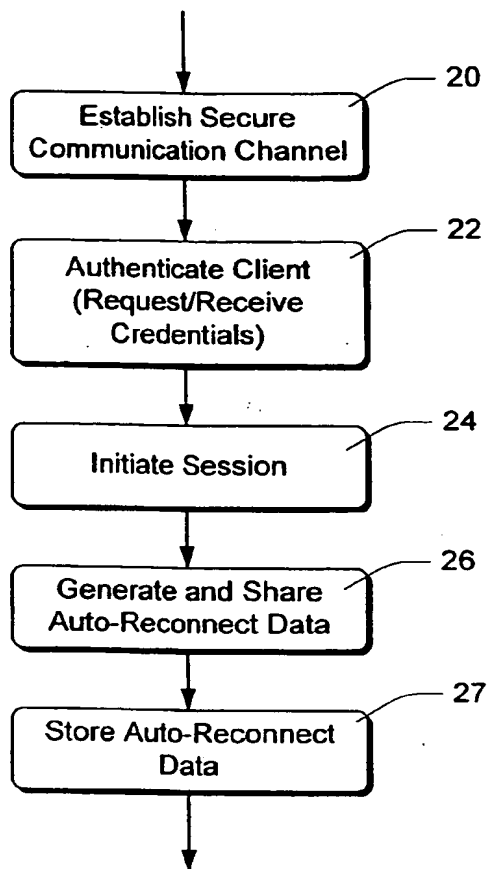 20
Establish Secure
Communication Channel
22
Authenticate Client
(Request/Receive
Credentials)
24
Initiate Session
26
Generate and Share
Auto-Reconnect Data
27
Store Auto-Reconnect
Data